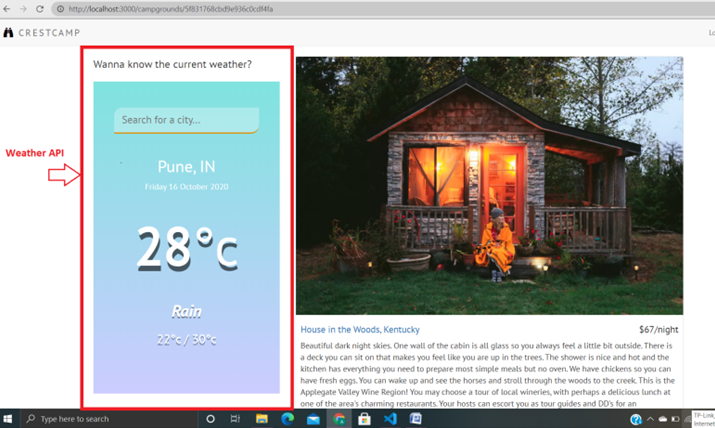 http://localhost:3000/campgrounds/5f831768cbd9e936c0cdf4fa
CRESTCAMP
Lo
Weather API
Wanna know the current weather?
Search for a city...
Pune, IN
Friday 16 October 2020
28°c
Rain
22°c / 30°c
House in the Woods, Kentucky $67/night
Beautiful dark night skies. One wall of the cabin is all glass so you always feel a little bit outside. There is
a deck you can sit on that makes you feel like you are up in the trees. The shower is nice and hot and the
kitchen has everything you need to prepare most simple meals but no oven. We have chickens so you can
have fresh eggs. You can wake up and see the horses and stroll through the woods to the creek. This is the
Applegate Valley Wine Region! You may choose a tour of local wineries, with perhaps a delicious lunch at
one of the area's charming restaurants. Your hosts can escort you as tour guides and DD's for an
Type here to search
TP-Link_
Internet